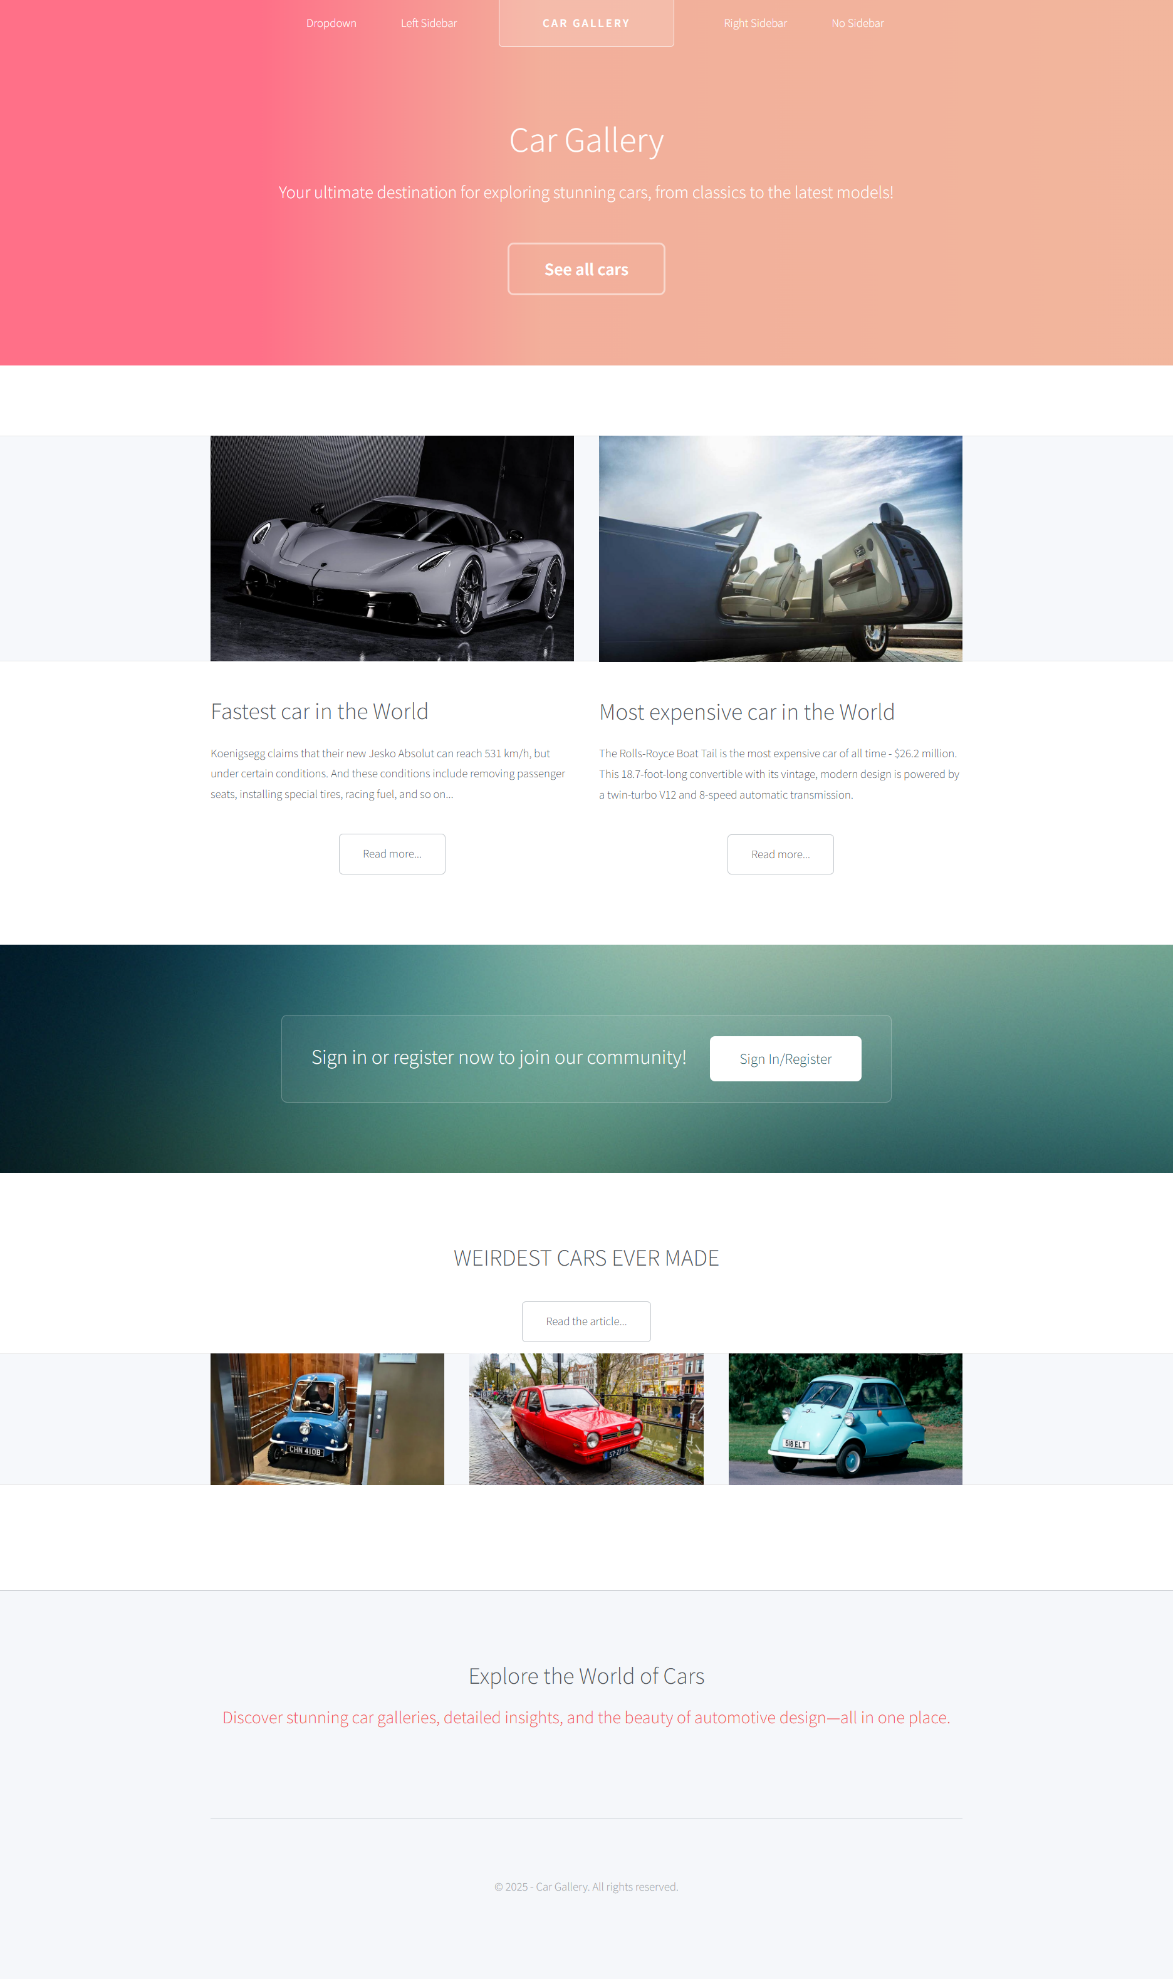 Dropdown
Left Sidebar
CAR GALLERY
Right Sidebar
No Sidebar
Car Gallery
Your ultimate destination for exploring stunning cars, from classics to the latest models!
See all cars
Fastest car in the World
Koenigsegg claims that their new Jesko Absolut can reach 531 km/h, but
under certain conditions. And these conditions include removing passenger
seats, installing special tires, racing fuel, and so on...
Read more...
Most expensive car in the World
The Rolls-Royce Boat Tail is the most expensive car of all time - $26.2 million.
This 18.7-foot-long convertible with its vintage, modern design is powered by
a twin-turbo V12 and 8-speed automatic transmission.
Read more...
Sign in or register now to join our community!
Sign In/Register
WEIRDEST CARS EVER MADE
Read the article...
CHN 410B
518 ELT
Explore the World of Cars
Discover stunning car galleries, detailed insights, and the beauty of automotive design—all in one place.
© 2025 - Car Gallery. All rights reserved.